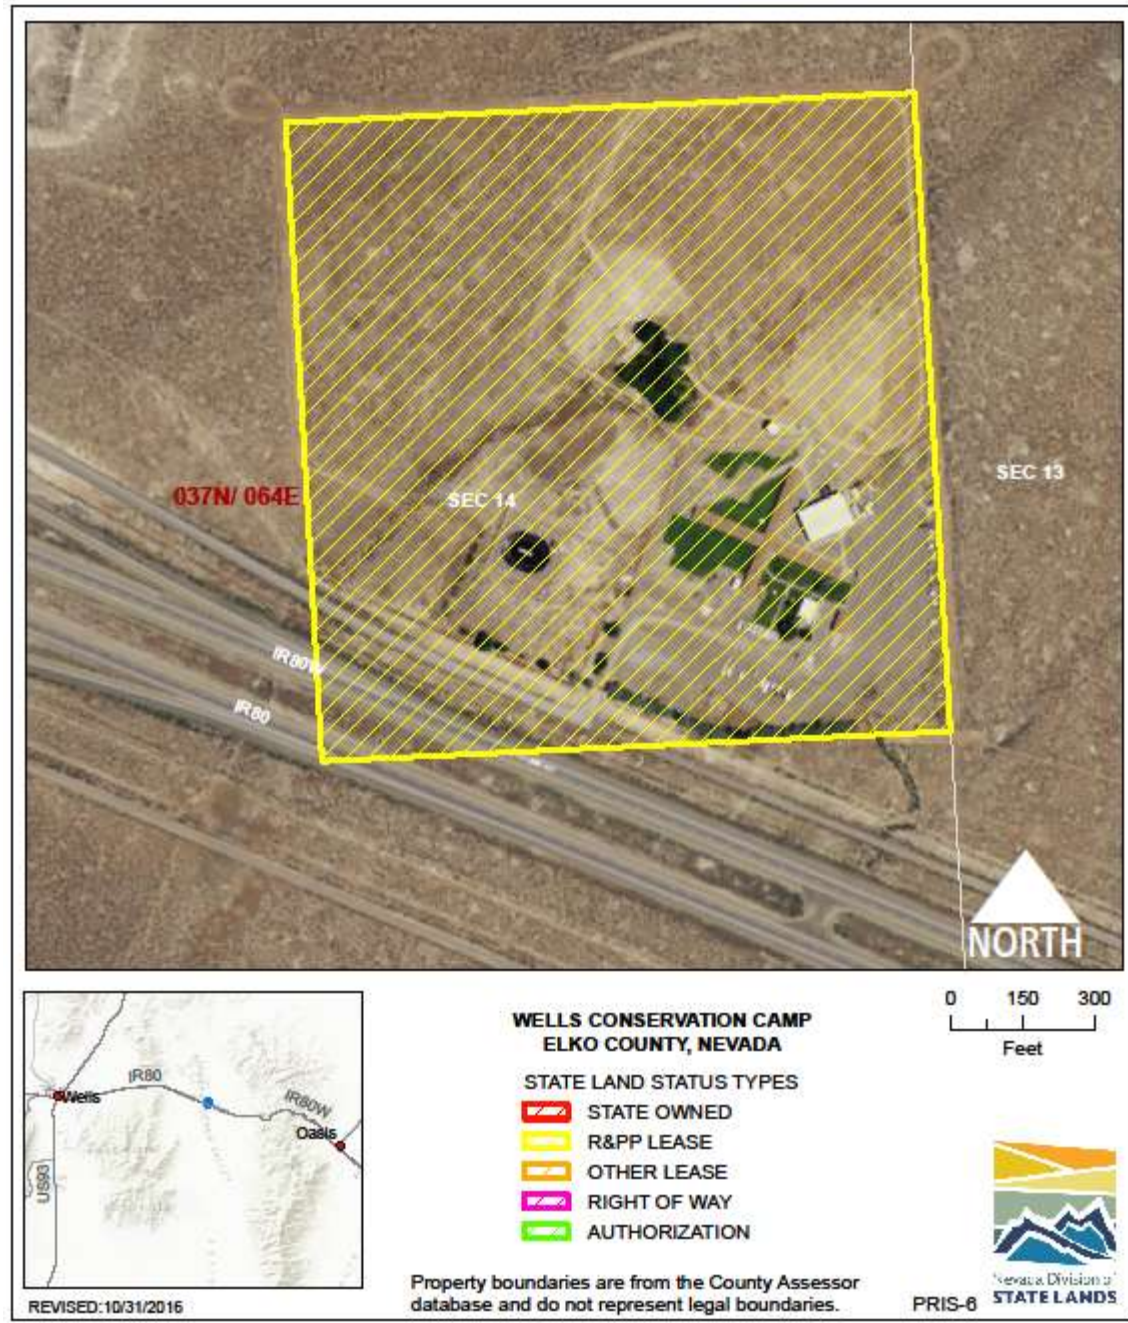 037N/ 064E
SEC 14
SEC 13
IR80W
IR80
NORTH
0 150 300
Feet
WELLS CONSERVATION CAMP
ELKO COUNTY, NEVADA
STATE LAND STATUS TYPES
STATE OWNED
R&PP LEASE
OTHER LEASE
RIGHT OF WAY
AUTHORIZATION
IR80
Wells
IR80W
Oasis
US93
Property boundaries are from the County Assessor
database and do not represent legal boundaries.
REVISED:10/31/2016
PRIS-6
Nevada Division of
STATE LANDS